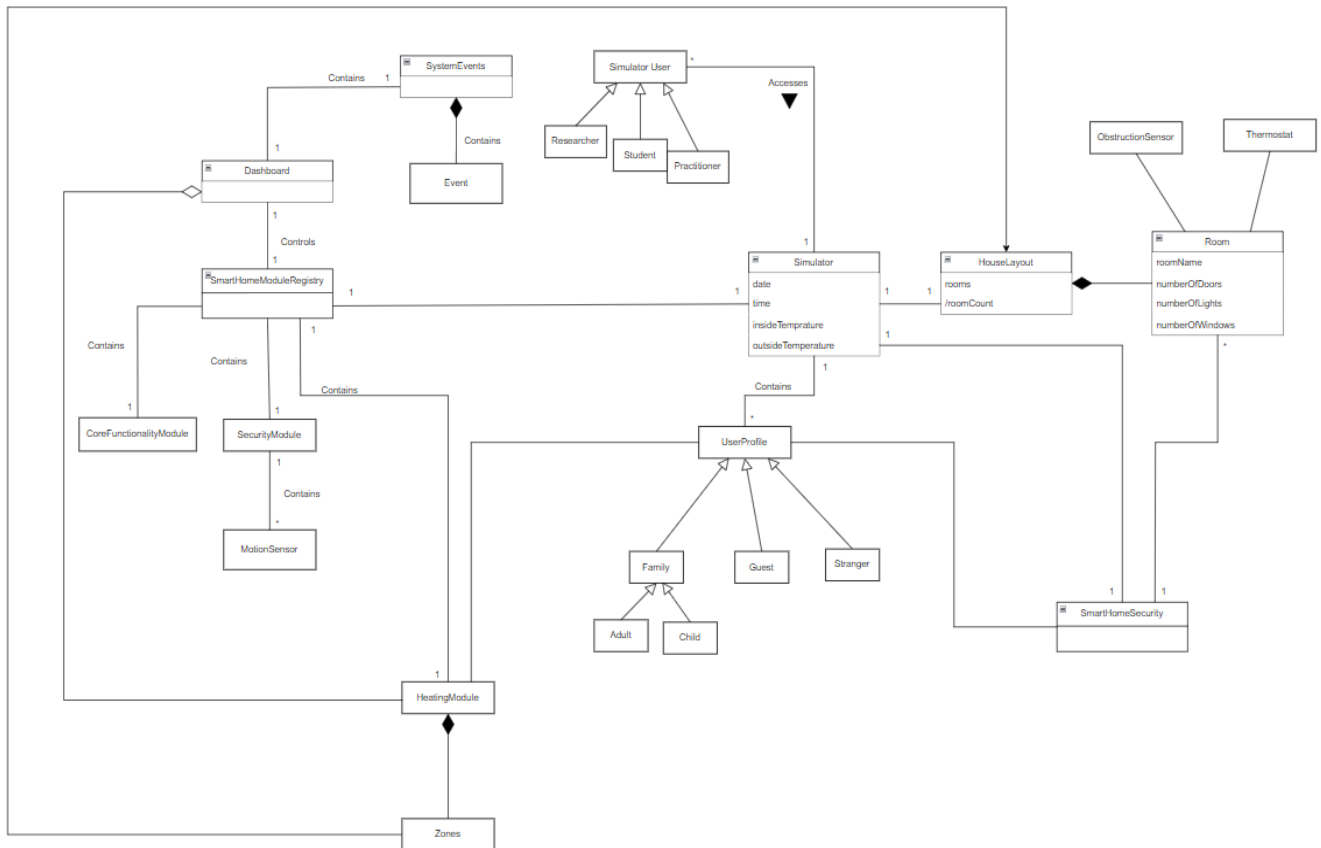 SystemEvents
Contains
1
Simulator User
*
Accesses
Contains
Researcher
Student
Practitioner
ObstructionSensor
Thermostat
1
Dashboard
Event
1
Controls
1
SmartHomeModuleRegistry
1
Simulator
date
time
insideTemprature
outsideTemperature
HouseLayout
rooms
/roomCount
Room
roomName
numberOfDoors
numberOfLights
numberOfWindows
1
1
1
1
1
1
*
Contains
Contains
Contains
1
Contains
1
1
*
CoreFunctionalityModule
SecurityModule
UserProfile
1
Contains
*
MotionSensor
Family
Guest
Stranger
Adult
Child
1
1
SmartHomeSecurity
1
HeatingModule
Zones